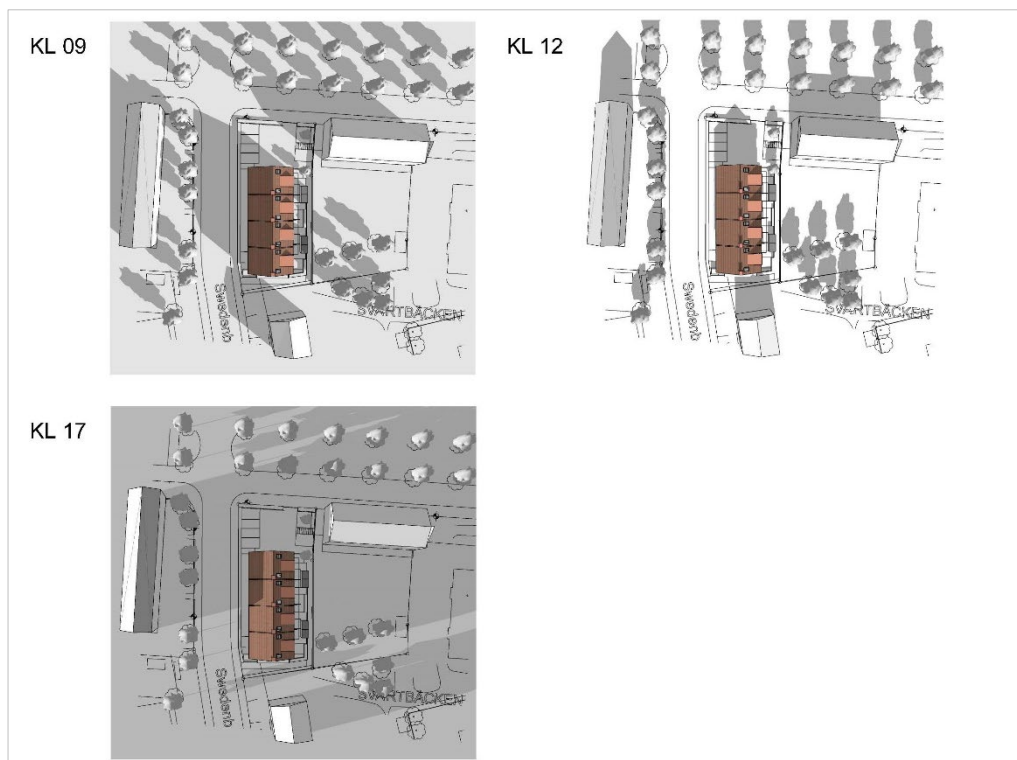 KL 09
KL 12
Swedenb
SVARTBÄCKEN
Swedenb
SVARTBÄCKEN
KL 17
Swedenb
SVARTBÄCKEN